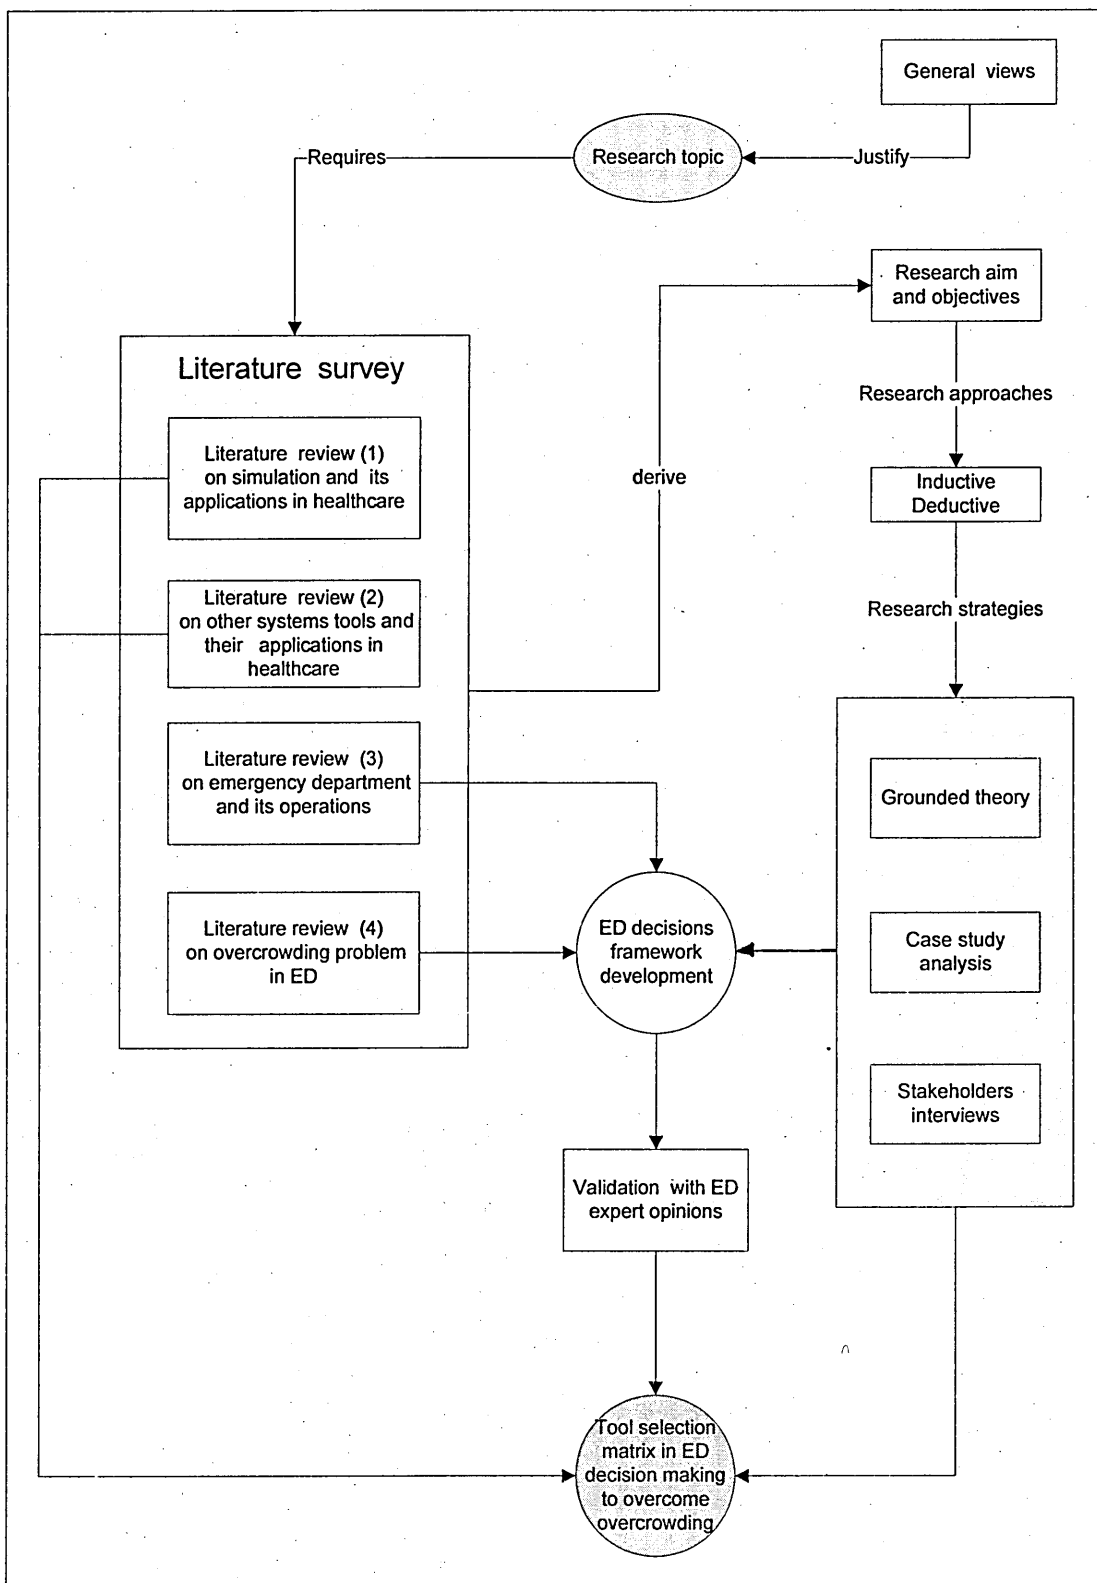 General views
Requires
Research topic
Justify
Research aim
and objectives
Literature survey
Research approaches
Literature review (1)
on simulation and its
applications in healthcare
derive
Inductive
Deductive
Literature review (2)
on other systems tools and
their applications in
healthcare
Research strategies
Literature review (3)
on emergency department
and its operations
Grounded theory
Literature review (4)
on overcrowding problem
in ED
ED decisions
framework
development
Case study
analysis
Stakeholders
interviews
Validation with ED
expert opinions
Tool selection
matrix in ED
decision making
to overcome
overcrowding